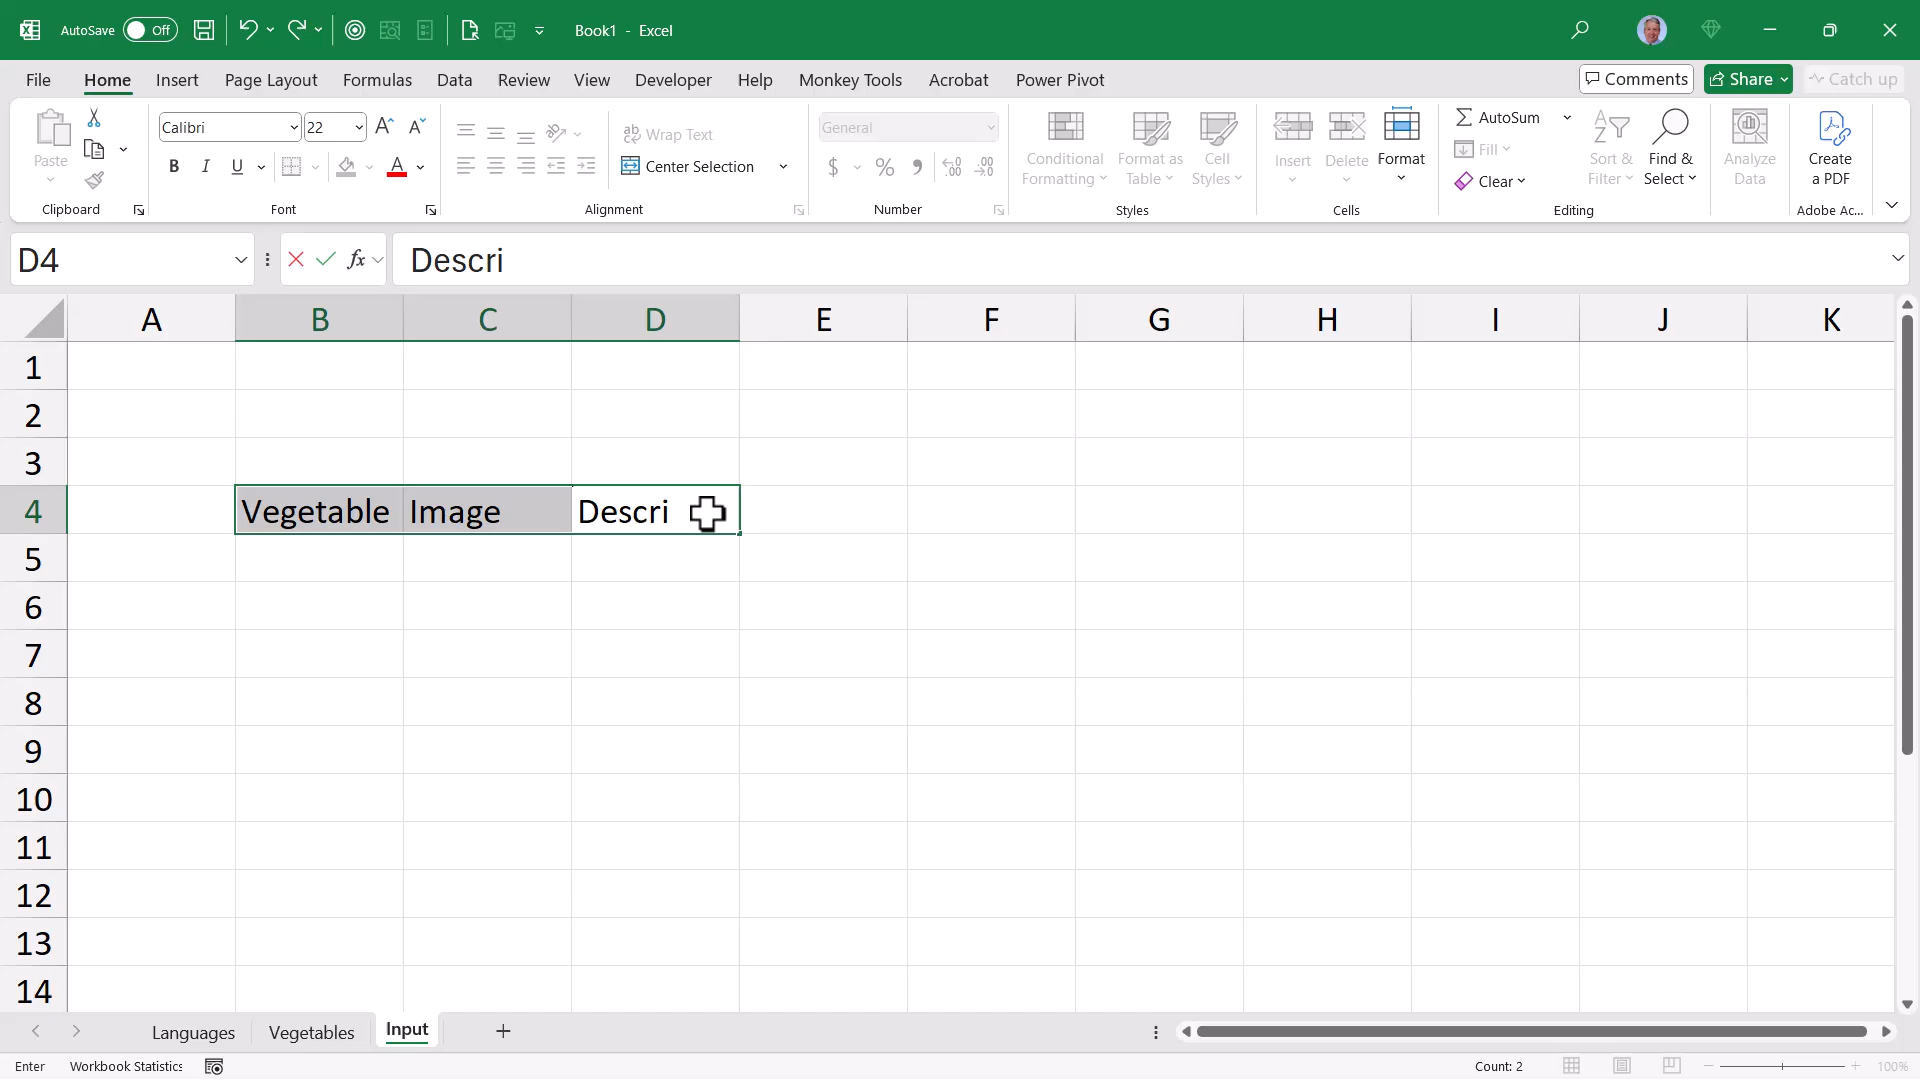 AutoSave Off Book1 - Excel
File Home Insert Page Layout Formulas Data Review View Developer Help Monkey Tools Acrobat Power Pivot Comments Share Catch up
Paste
Clipboard
Calibri 22
B I U A
Font
ab Wrap Text
Center Selection
Alignment
General
$ % 9 .00
Number
Conditional Formatting
Format as Table
Cell Styles
Styles
Insert Delete Format
Cells
AutoSum
Fill
Clear
Sort & Filter
Find & Select
Editing
Analyze Data
Create a PDF
Adobe Ac...
D4 fx Descri
A B C D E F G H I J K
1
2
3
4 Vegetable Image Descri
5
6
7
8
9
10
11
12
13
14
Languages Vegetables Input
Enter Workbook Statistics Count: 2 100%